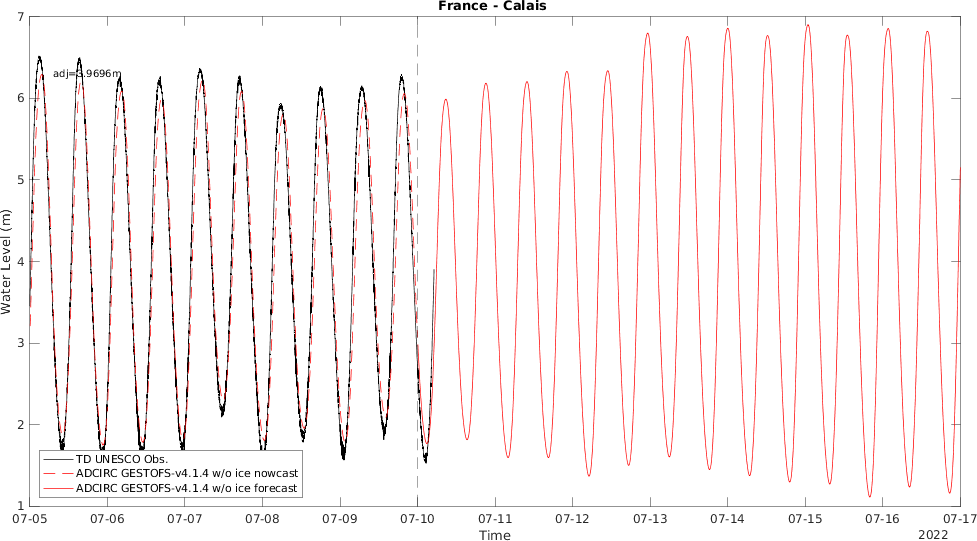 France - Calais
7
6
5
4
3
2
1
Water Level (m)
adj=3.9696m
TD UNESCO Obs.
ADCIRC GESTOFS-v4.1.4 w/o ice nowcast
ADCIRC GESTOFS-v4.1.4 w/o ice forecast
07-05 07-06 07-07 07-08 07-09 07-10 07-11 07-12 07-13 07-14 07-15 07-16 07-17
Time
2022